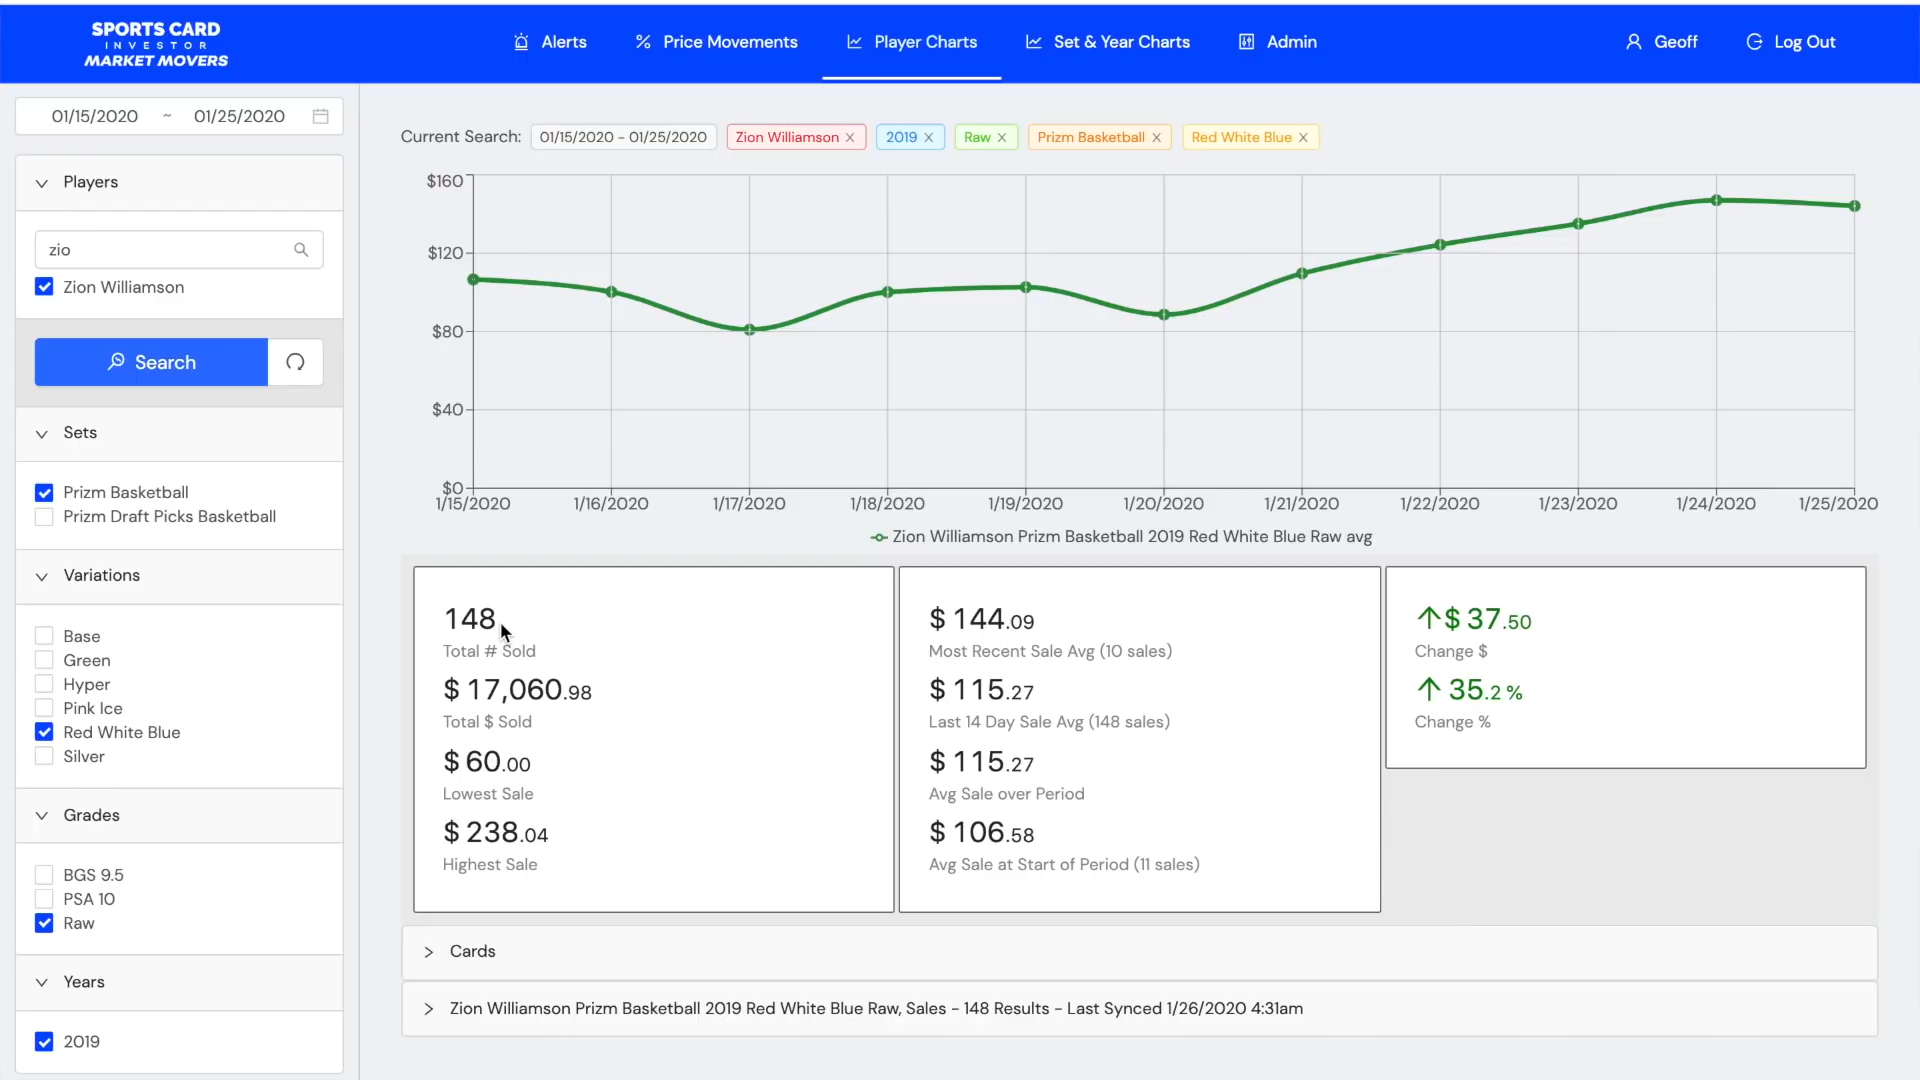 SPORTS CARD
INVESTOR
MARKET MOVERS
Alerts
Price Movements
Player Charts
Set & Year Charts
Admin
Geoff
Log Out
01/15/2020 ~ 01/25/2020
Players
zio
Zion Williamson
Search
Sets
Prizm Basketball
Prizm Draft Picks Basketball
Variations
Base
Green
Hyper
Pink Ice
Red White Blue
Silver
Grades
BGS 9.5
PSA 10
Raw
Years
2019
Current Search: 01/15/2020 - 01/25/2020 Zion Williamson 2019 Raw Prizm Basketball Red White Blue
$160
$120
$80
$40
$0
1/15/2020 1/16/2020 1/17/2020 1/18/2020 1/19/2020 1/20/2020 1/21/2020 1/22/2020 1/23/2020 1/24/2020 1/25/2020
Zion Williamson Prizm Basketball 2019 Red White Blue Raw avg
148
Total # Sold
$ 17,060.98
Total $ Sold
$ 60.00
Lowest Sale
$ 238.04
Highest Sale
$ 144.09
Most Recent Sale Avg (10 sales)
$ 115.27
Last 14 Day Sale Avg (148 sales)
$ 115.27
Avg Sale over Period
$ 106.58
Avg Sale at Start of Period (11 sales)
↑$ 37.50
Change $
↑ 35.2 %
Change %
Cards
Zion Williamson Prizm Basketball 2019 Red White Blue Raw, Sales - 148 Results - Last Synced 1/26/2020 4:31am